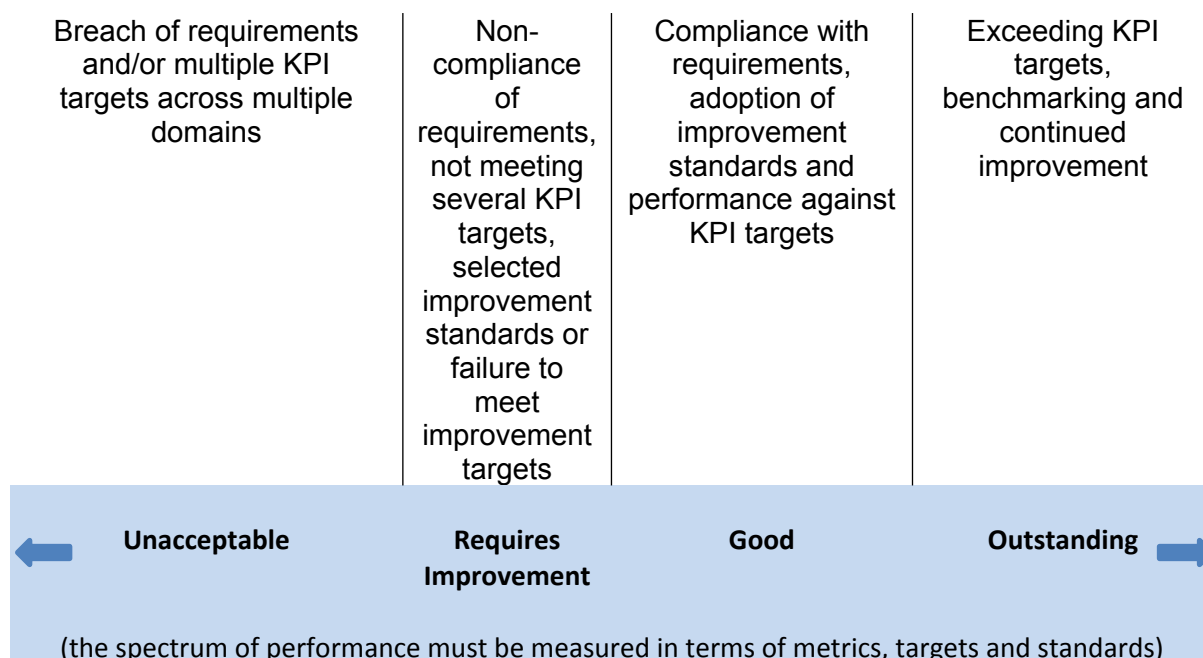 Breach of requirements
and/or multiple KPI
targets across multiple
domains
Non-
compliance
of
requirements,
not meeting
several KPI
targets,
selected
improvement
standards or
failure to
meet
improvement
targets
Compliance with
requirements,
adoption of
improvement
standards and
performance against
KPI targets
Exceeding KPI
targets,
benchmarking and
continued
improvement
Unacceptable
Requires
Improvement
Good
Outstanding
(the spectrum of performance must be measured in terms of metrics, targets and standards)